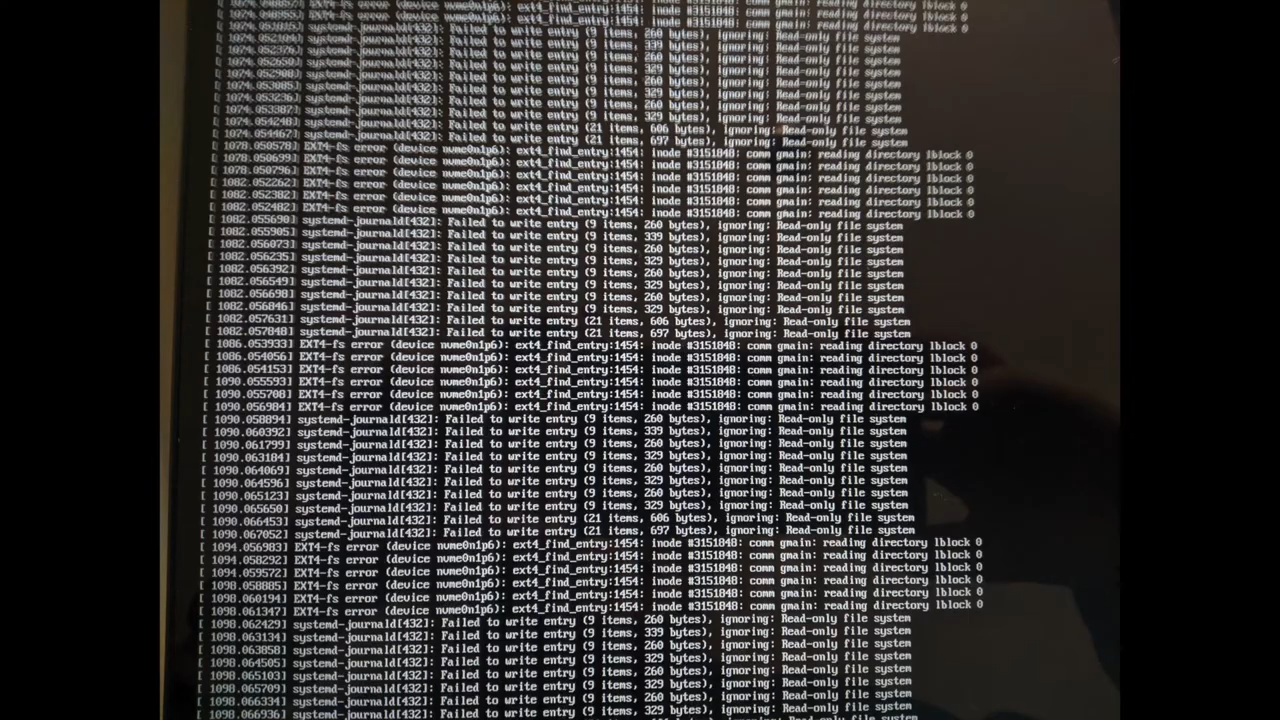 EXT4-fs error (device nvme0n1p6): ext4_find_entry:1454: inode #3151848: comm gmain: reading directory lblock 0
systemd-journald[432]: Failed to write entry (9 items, 260 bytes), ignoring: Read-only file system
[ 1074.052376] systemd-journald[432]: Failed to write entry (9 items, 339 bytes), ignoring: Read-only file system
[ 1074.052650] systemd-journald[432]: Failed to write entry (9 items, 260 bytes), ignoring: Read-only file system
[ 1074.052908] systemd-journald[432]: Failed to write entry (9 items, 329 bytes), ignoring: Read-only file system
[ 1074.053085] systemd-journald[432]: Failed to write entry (9 items, 260 bytes), ignoring: Read-only file system
[ 1074.053236] systemd-journald[432]: Failed to write entry (9 items, 329 bytes), ignoring: Read-only file system
[ 1074.053387] systemd-journald[432]: Failed to write entry (9 items, 260 bytes), ignoring: Read-only file system
[ 1074.054248] systemd-journald[432]: Failed to write entry (9 items, 329 bytes), ignoring: Read-only file system
[ 1074.054467] systemd-journald[432]: Failed to write entry (21 items, 606 bytes), ignoring: Read-only file system
systemd-journald[432]: Failed to write entry (21 items, 697 bytes), ignoring: Read-only file system
[ 1078.050578] EXT4-fs error (device nvme0n1p6): ext4_find_entry:1454: inode #3151848: comm gmain: reading directory lblock 0
[ 1078.050699] EXT4-fs error (device nvme0n1p6): ext4_find_entry:1454: inode #3151848: comm gmain: reading directory lblock 0
[ 1078.050796] EXT4-fs error (device nvme0n1p6): ext4_find_entry:1454: inode #3151848: comm gmain: reading directory lblock 0
[ 1082.052262] EXT4-fs error (device nvme0n1p6): ext4_find_entry:1454: inode #3151848: comm gmain: reading directory lblock 0
[ 1082.052382] EXT4-fs error (device nvme0n1p6): ext4_find_entry:1454: inode #3151848: comm gmain: reading directory lblock 0
[ 1082.052482] EXT4-fs error (device nvme0n1p6): ext4_find_entry:1454: inode #3151848: comm gmain: reading directory lblock 0
[ 1082.055690] systemd-journald[432]: Failed to write entry (9 items, 260 bytes), ignoring: Read-only file system
[ 1082.055905] systemd-journald[432]: Failed to write entry (9 items, 339 bytes), ignoring: Read-only file system
[ 1082.056073] systemd-journald[432]: Failed to write entry (9 items, 260 bytes), ignoring: Read-only file system
[ 1082.056235] systemd-journald[432]: Failed to write entry (9 items, 329 bytes), ignoring: Read-only file system
[ 1082.056392] systemd-journald[432]: Failed to write entry (9 items, 260 bytes), ignoring: Read-only file system
[ 1082.056549] systemd-journald[432]: Failed to write entry (9 items, 329 bytes), ignoring: Read-only file system
[ 1082.056698] systemd-journald[432]: Failed to write entry (9 items, 260 bytes), ignoring: Read-only file system
[ 1082.056846] systemd-journald[432]: Failed to write entry (9 items, 329 bytes), ignoring: Read-only file system
[ 1082.057631] systemd-journald[432]: Failed to write entry (21 items, 606 bytes), ignoring: Read-only file system
[ 1082.057848] systemd-journald[432]: Failed to write entry (21 items, 697 bytes), ignoring: Read-only file system
[ 1086.053933] EXT4-fs error (device nvme0n1p6): ext4_find_entry:1454: inode #3151848: comm gmain: reading directory lblock 0
[ 1086.054056] EXT4-fs error (device nvme0n1p6): ext4_find_entry:1454: inode #3151848: comm gmain: reading directory lblock 0
[ 1086.054153] EXT4-fs error (device nvme0n1p6): ext4_find_entry:1454: inode #3151848: comm gmain: reading directory lblock 0
[ 1090.055593] EXT4-fs error (device nvme0n1p6): ext4_find_entry:1454: inode #3151848: comm gmain: reading directory lblock 0
[ 1090.055708] EXT4-fs error (device nvme0n1p6): ext4_find_entry:1454: inode #3151848: comm gmain: reading directory lblock 0
[ 1090.056984] EXT4-fs error (device nvme0n1p6): ext4_find_entry:1454: inode #3151848: comm gmain: reading directory lblock 0
[ 1090.058894] systemd-journald[432]: Failed to write entry (9 items, 260 bytes), ignoring: Read-only file system
[ 1090.060392] systemd-journald[432]: Failed to write entry (9 items, 339 bytes), ignoring: Read-only file system
[ 1090.061799] systemd-journald[432]: Failed to write entry (9 items, 260 bytes), ignoring: Read-only file system
[ 1090.063184] systemd-journald[432]: Failed to write entry (9 items, 329 bytes), ignoring: Read-only file system
[ 1090.064069] systemd-journald[432]: Failed to write entry (9 items, 260 bytes), ignoring: Read-only file system
[ 1090.064596] systemd-journald[432]: Failed to write entry (9 items, 329 bytes), ignoring: Read-only file system
[ 1090.065123] systemd-journald[432]: Failed to write entry (9 items, 260 bytes), ignoring: Read-only file system
[ 1090.065650] systemd-journald[432]: Failed to write entry (9 items, 329 bytes), ignoring: Read-only file system
[ 1090.066453] systemd-journald[432]: Failed to write entry (21 items, 606 bytes), ignoring: Read-only file system
[ 1090.067052] systemd-journald[432]: Failed to write entry (21 items, 697 bytes), ignoring: Read-only file system
[ 1094.056983] EXT4-fs error (device nvme0n1p6): ext4_find_entry:1454: inode #3151848: comm gmain: reading directory lblock 0
[ 1094.058292] EXT4-fs error (device nvme0n1p6): ext4_find_entry:1454: inode #3151848: comm gmain: reading directory lblock 0
[ 1094.059572] EXT4-fs error (device nvme0n1p6): ext4_find_entry:1454: inode #3151848: comm gmain: reading directory lblock 0
[ 1098.058885] EXT4-fs error (device nvme0n1p6): ext4_find_entry:1454: inode #3151848: comm gmain: reading directory lblock 0
[ 1098.060194] EXT4-fs error (device nvme0n1p6): ext4_find_entry:1454: inode #3151848: comm gmain: reading directory lblock 0
[ 1098.061347] EXT4-fs error (device nvme0n1p6): ext4_find_entry:1454: inode #3151848: comm gmain: reading directory lblock 0
[ 1098.062429] systemd-journald[432]: Failed to write entry (9 items, 260 bytes), ignoring: Read-only file system
[ 1098.063134] systemd-journald[432]: Failed to write entry (9 items, 339 bytes), ignoring: Read-only file system
[ 1098.063858] systemd-journald[432]: Failed to write entry (9 items, 260 bytes), ignoring: Read-only file system
[ 1098.064505] systemd-journald[432]: Failed to write entry (9 items, 329 bytes), ignoring: Read-only file system
[ 1098.065103] systemd-journald[432]: Failed to write entry (9 items, 260 bytes), ignoring: Read-only file system
[ 1098.065709] systemd-journald[432]: Failed to write entry (9 items, 329 bytes), ignoring: Read-only file system
[ 1098.066334] systemd-journald[432]: Failed to write entry (9 items, 260 bytes), ignoring: Read-only file system
[ 1098.066936] systemd-journald[432]: Failed to write entry (9 items, 329 bytes), ignoring: Read-only file system